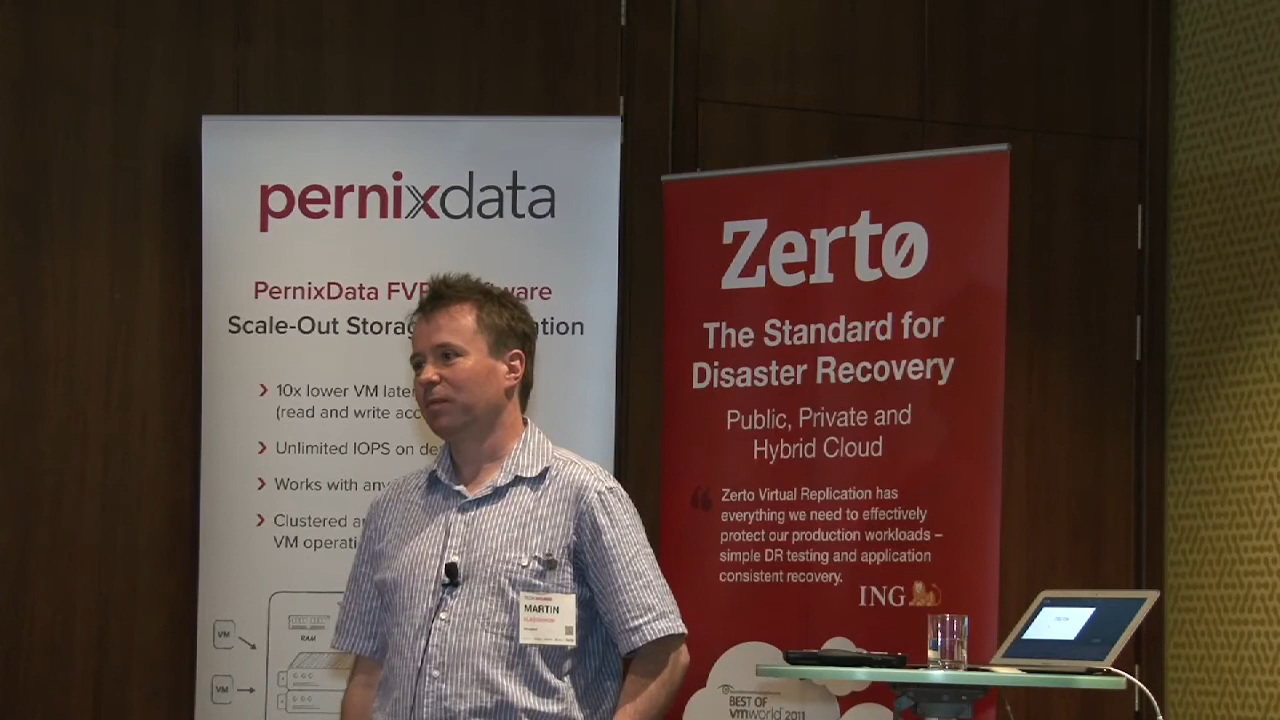 pernixdata
PernixData FV
Scale-Out Storag
10x lower VM late
(read and write acc
Unlimited IOPS on de
Works with any
Clustered a
VM operati
VM
RAM
VM
Zertø
The Standard for
Disaster Recovery
Public, Private and
Hybrid Cloud
Zerto Virtual Replication has
everything we need to effectively
protect our production workloads –
simple DR testing and application
consistent recovery.
ING
BEST OF
vmworld 2011
MARTIN